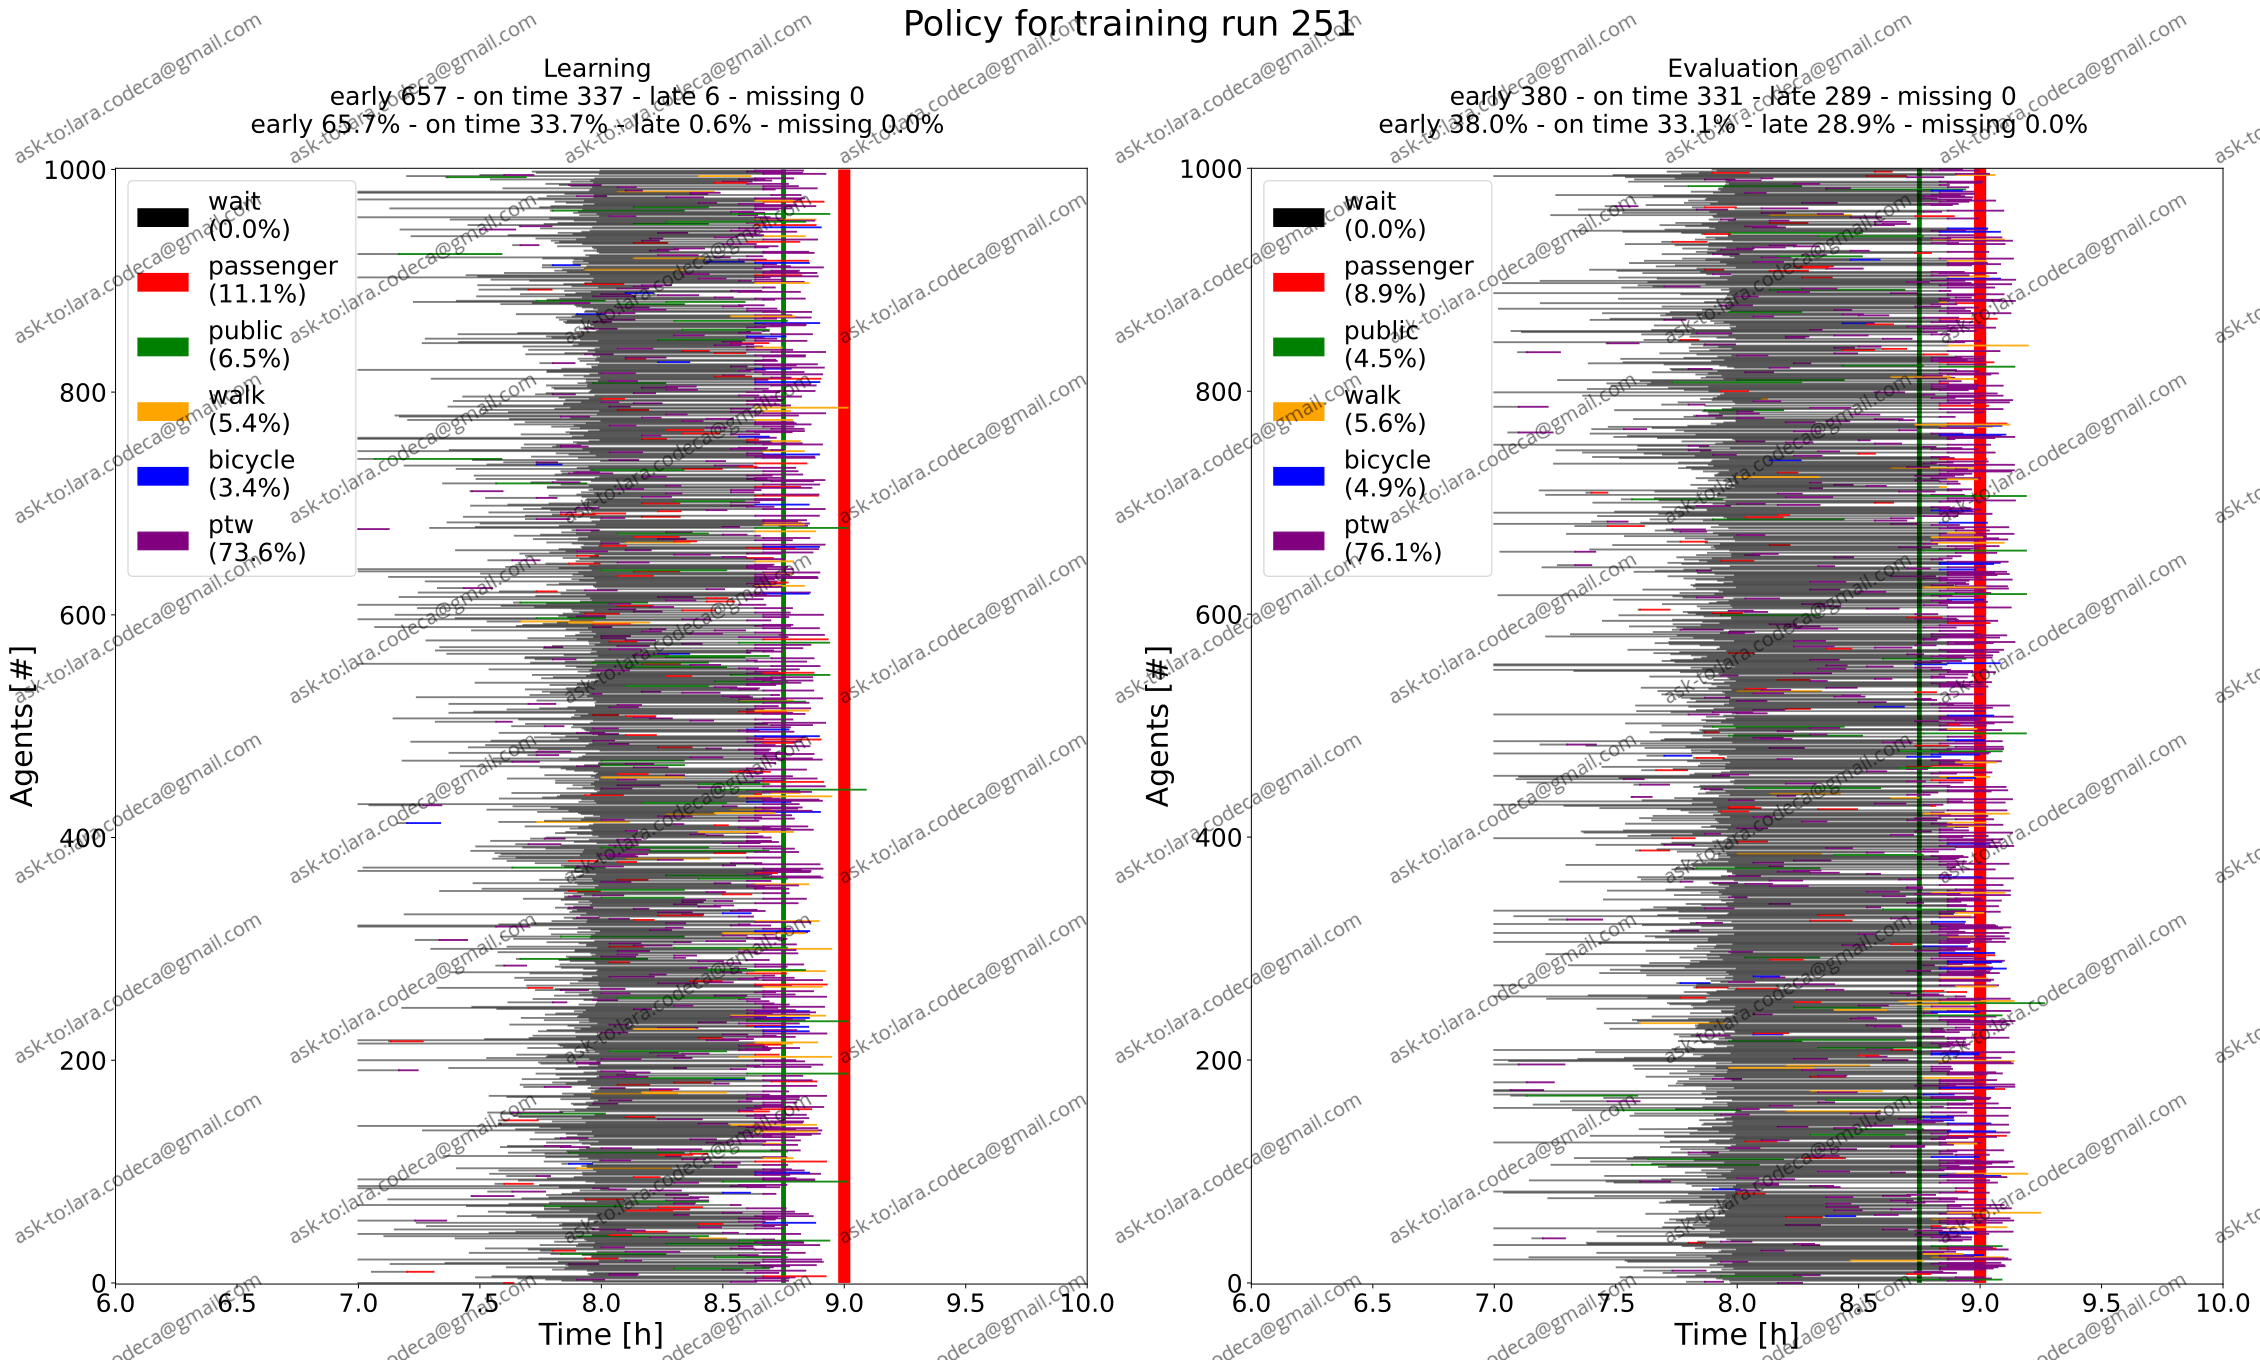 Policy for training run 251
Learning
early 657 - on time 337 - late 6 - missing 0
early 65.7% - on time 33.7% - late 0.6% - missing 0.0%
1000
800
600
400
200
0
Agents [#]
wait
(0.0%)
passenger
(11.1%)
public
(6.5%)
walk
(5.4%)
bicycle
(3.4%)
ptw
(73.6%)
6.0 6.5 7.0 7.5 8.0 8.5 9.0 9.5 10.0
Time [h]
Evaluation
early 380 - on time 331 - late 289 - missing 0
early 38.0% - on time 33.1% - late 28.9% - missing 0.0%
1000
800
600
400
200
0
Agents [#]
wait
(0.0%)
passenger
(8.9%)
public
(4.5%)
walk
(5.6%)
bicycle
(4.9%)
ptw
(76.1%)
6.0 6.5 7.0 7.5 8.0 8.5 9.0 9.5 10.0
Time [h]
ask-to:lara.codeca@gmail.com